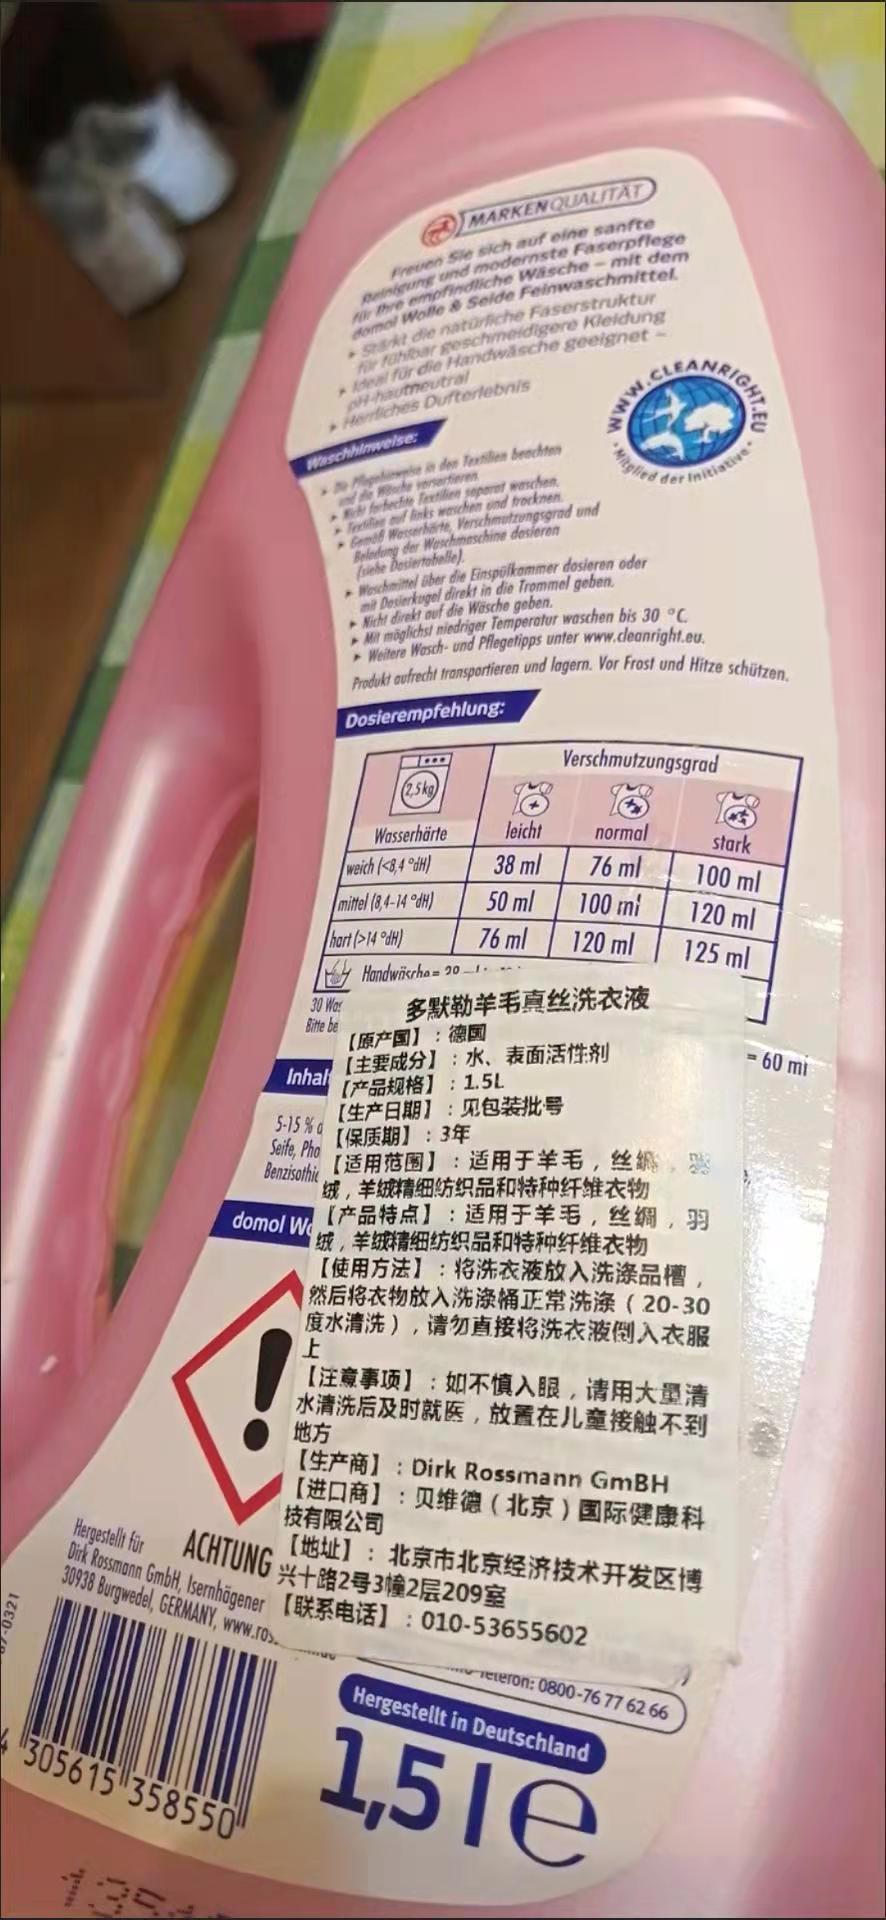 MARKENQUALITÄT
Freuen Sie sich auf eine sanfte
Reinigung und modernste Faserpflege
für Ihre empfindliche Wäsche – mit dem
domol Wolle & Seide Feinwaschmittel.
▸ Stärkt die natürliche Faserstruktur
für fühlbar geschmeidigere Kleidung
▸ Ideal für die Handwäsche geeignet –
pH-hautneutral
▸ Herrliches Dufterlebnis
WWW.CLEANRIGHT.EU
• Mitglied der Initiative •
Waschhinweise:
▸ Die Pflegehinweise in den Textilien beachten
und die Wäsche vorsortieren.
▸ Nicht farbechte Textilien separat waschen.
▸ Textilien auf links waschen und trocknen.
▸ Gemäß Wasserhärte, Verschmutzungsgrad und
Beladung der Waschmaschine dosieren
(siehe Dosiertabelle).
▸ Waschmittel über die Einspülkammer dosieren oder
mit Dosierkugel direkt in die Trommel geben.
▸ Nicht direkt auf die Wäsche geben.
▸ Mit möglichst niedriger Temperatur waschen bis 30 °C.
▸ Weitere Wasch- und Pflegetipps unter www.cleanright.eu.
Produkt aufrecht transportieren und lagern. Vor Frost und Hitze schützen.
Dosierempfehlung:
2,5 kg
Verschmutzungsgrad
Wasserhärte leicht normal stark
weich (<8,4 °dH) 38 ml 76 ml 100 ml
mittel (8,4-14 °dH) 50 ml 100 ml 120 ml
hart (>14 °dH) 76 ml 120 ml 125 ml
Handwäsche =
30 Was
Bitte be
= 60 ml
Inhal
5-15 %
Seife, Pho
Benzisothi
domol Wo
多默勒羊毛真丝洗衣液
【原产国】:德国
【主要成分】:水、表面活性剂
【产品规格】:1.5L
【生产日期】:见包装批号
【保质期】:3年
【适用范围】:适用于羊毛,丝绸,羽
绒,羊绒精细纺织品和特种纤维衣物
【产品特点】:适用于羊毛,丝绸,羽
绒,羊绒精细纺织品和特种纤维衣物
【使用方法】:将洗衣液放入洗涤品槽,
然后将衣物放入洗涤桶正常洗涤(20-30
度水清洗),请勿直接将洗衣液倒入衣服
上
【注意事项】:如不慎入眼,请用大量清
水清洗后及时就医,放置在儿童接触不到
地方
【生产商】:Dirk Rossmann GmBH
【进口商】:贝维德(北京)国际健康科
技有限公司
【地址】:北京市北京经济技术开发区博
兴十路2号3幢2层209室
【联系电话】:010-53655602
ACHTUNG
Hergestellt für
Dirk Rossmann GmbH, Isernhägener
30938 Burgwedel, GERMANY, www.ros
Telefon: 0800-76 77 62 66
Hergestellt in Deutschland
1,5 l e
4 305615 358550